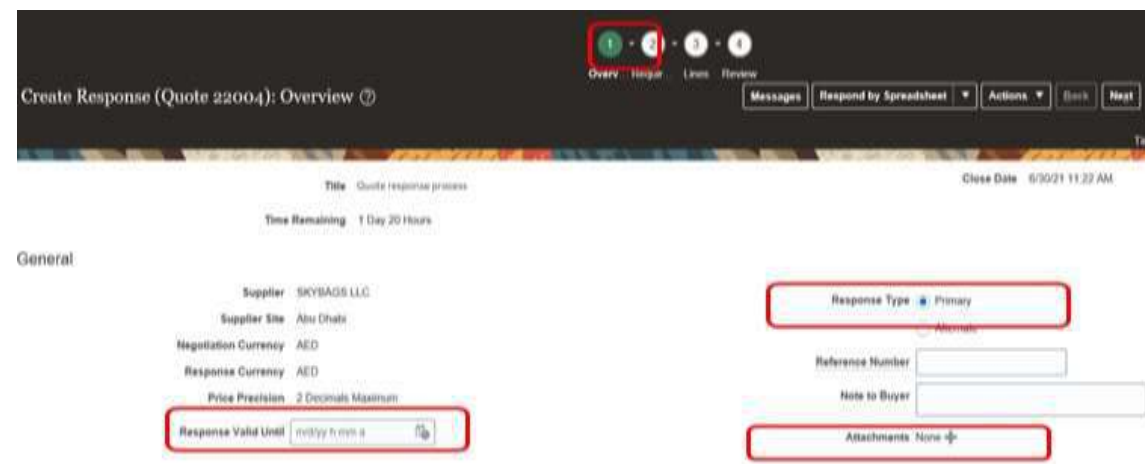 1 2 3 4
Overv Requir Lines Review
Create Response (Quote 22004): Overview ?
Messages Respond by Spreadsheet Actions Back Next
Title Quote response process
Close Date 6/30/21 11:22 AM
Time Remaining 1 Day 20 Hours
General
Supplier SKYBAGS LLC
Supplier Site Abu Dhabi
Negotiation Currency AED
Response Currency AED
Price Precision 2 Decimals Maximum
Response Valid Until m/d/yy h:mm a
Response Type Primary
Alternate
Reference Number
Note to Buyer
Attachments None